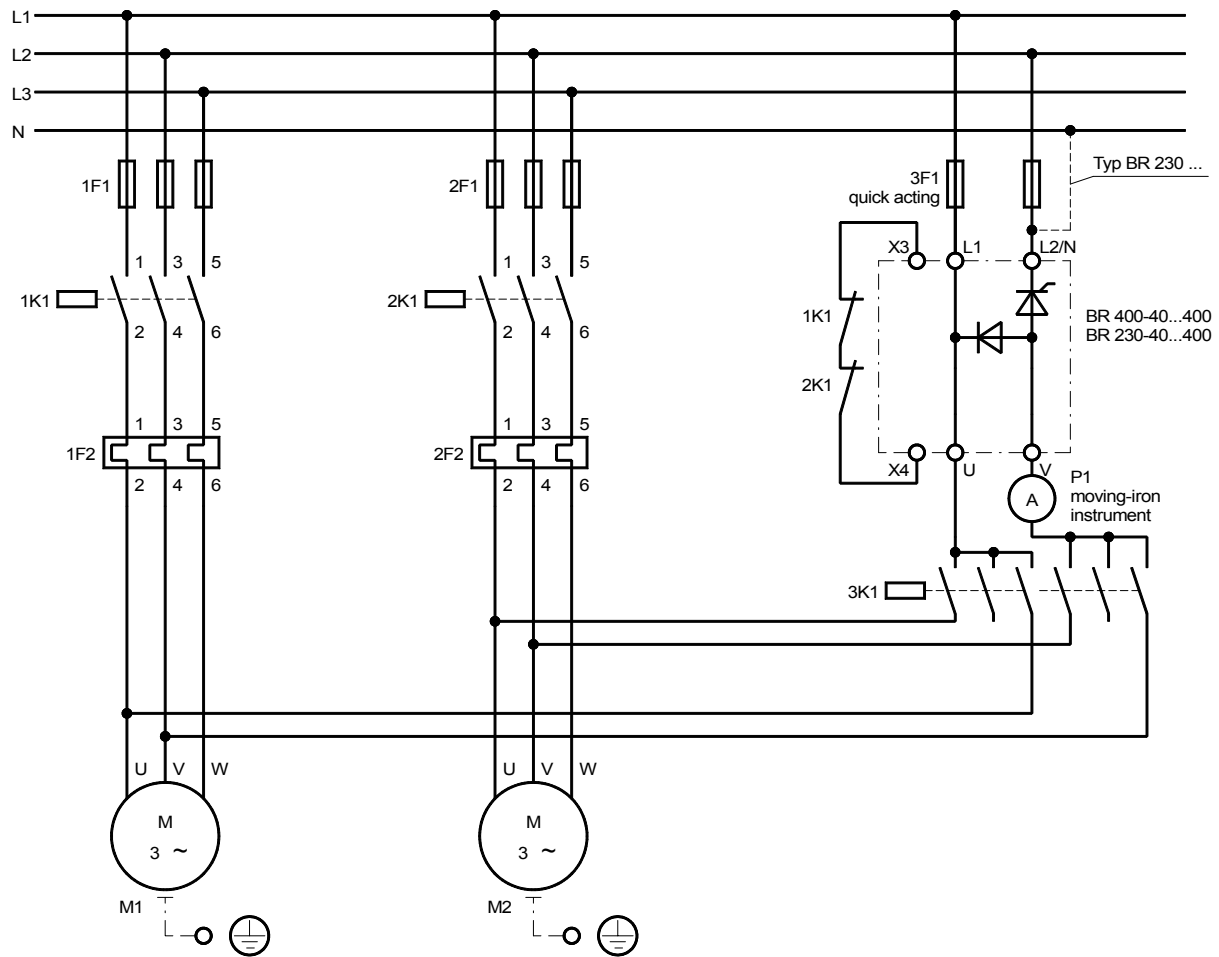 L1
L2
L3
N
1F1
2F1
3F1
quick acting
Typ BR 230 ...
X3 L1 L2/N
1 3 5
1 3 5
1K1
2K1
1K1
BR 400-40...400
BR 230-40...400
2 4 6
2 4 6
2K1
1 3 5
1 3 5
1F2
2F2
X4 U V
2 4 6
2 4 6
A
P1
moving-iron
instrument
3K1
U V W
U V W
M
3 ~
M
3 ~
M1
M2